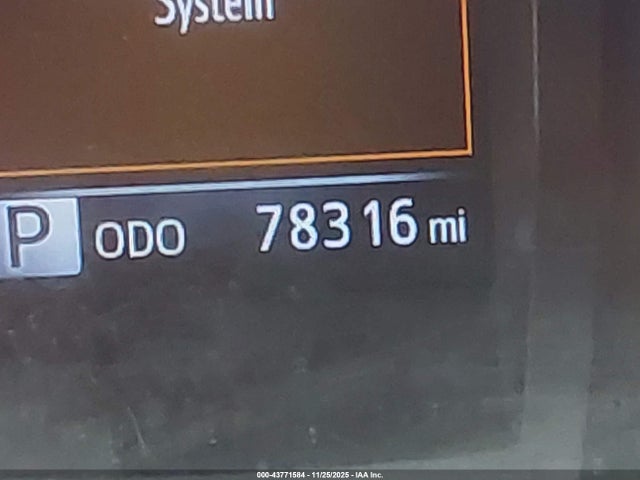 System
P ODO 78316 mi
000-43771584 - 11/25/2025 - IAA Inc.